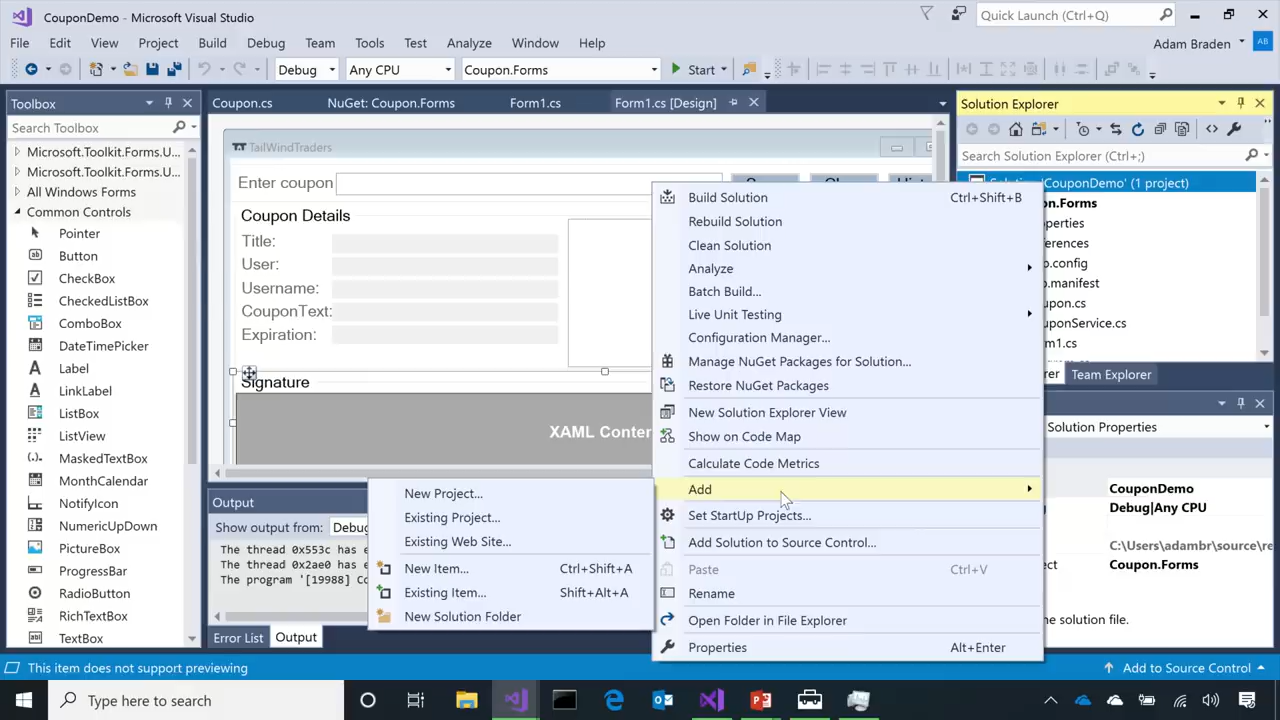 CouponDemo - Microsoft Visual Studio
Quick Launch (Ctrl+Q)
File Edit View Project Build Debug Team Tools Test Analyze Window Help
Adam Braden
AB
Debug Any CPU Coupon.Forms Start
Toolbox
Search Toolbox
Microsoft.Toolkit.Forms.U...
Microsoft.Toolkit.Forms.U...
All Windows Forms
Common Controls
Pointer
Button
CheckBox
CheckedListBox
ComboBox
DateTimePicker
Label
LinkLabel
ListBox
ListView
MaskedTextBox
MonthCalendar
NotifyIcon
NumericUpDown
PictureBox
ProgressBar
RadioButton
RichTextBox
TextBox
Coupon.cs NuGet: Coupon.Forms Form1.cs Form1.cs [Design]
TailWindTraders
Enter coupon
Coupon Details
Title:
User:
Username:
CouponText:
Expiration:
Signature
XAML Conter
Output
Show output from: Debug
The thread 0x553c has e
The thread 0x2ae0 has e
The program '[19988] Co
Error List Output
New Project...
Existing Project...
Existing Web Site...
New Item... Ctrl+Shift+A
Existing Item... Shift+Alt+A
New Solution Folder
Build Solution Ctrl+Shift+B
Rebuild Solution
Clean Solution
Analyze
Batch Build...
Live Unit Testing
Configuration Manager...
Manage NuGet Packages for Solution...
Restore NuGet Packages
New Solution Explorer View
Show on Code Map
Calculate Code Metrics
Add
Set StartUp Projects...
Add Solution to Source Control...
Paste Ctrl+V
Rename
Open Folder in File Explorer
Properties Alt+Enter
Solution Explorer
Search Solution Explorer (Ctrl+;)
Solution 'CouponDemo' (1 project)
on.Forms
perties
erences
.config
.manifest
upon.cs
uponService.cs
rm1.cs
rer Team Explorer
Solution Properties
CouponDemo
Debug|Any CPU
C:\Users\adambr\source\re
ct Coupon.Forms
he solution file.
This item does not support previewing
Add to Source Control
Type here to search